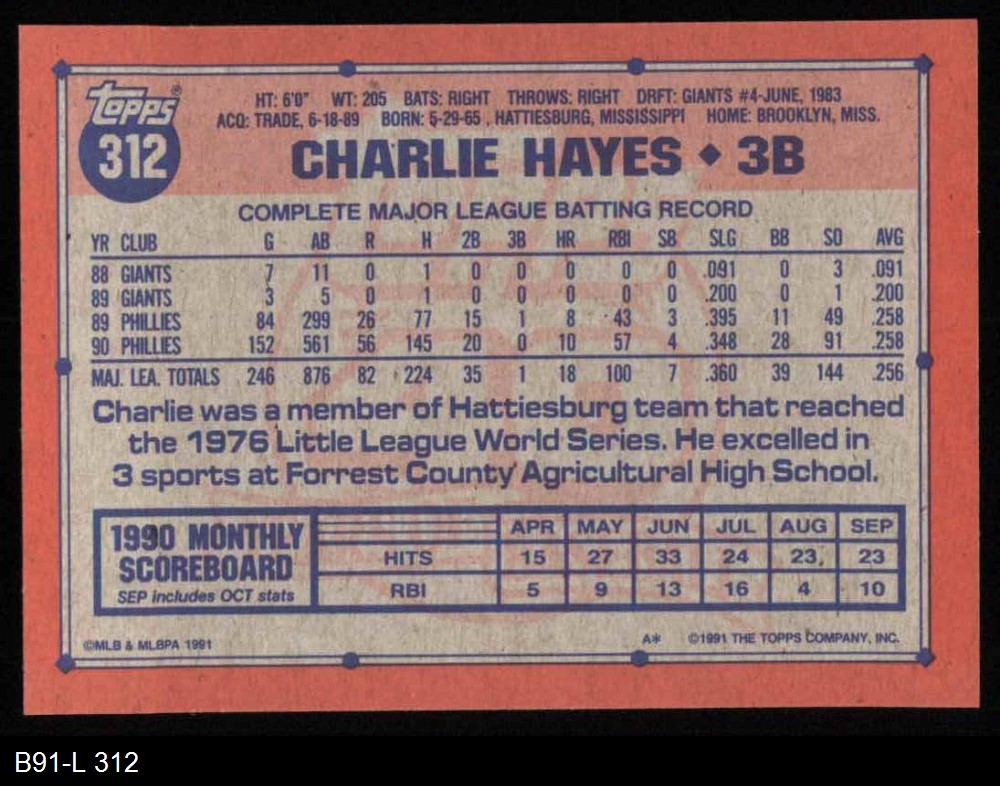 Topps®
312
HT: 6'0" WT: 205 BATS: RIGHT THROWS: RIGHT DRFT: GIANTS #4-JUNE, 1983
ACQ: TRADE, 6-18-89 BORN: 5-29-65, HATTIESBURG, MISSISSIPPI HOME: BROOKLYN, MISS.
CHARLIE HAYES ◆ 3B
COMPLETE MAJOR LEAGUE BATTING RECORD
YR CLUB G AB R H 2B 3B HR RBI SB SLG BB SO AVG
88 GIANTS 7 11 0 1 0 0 0 0 0 .091 0 3 .091
89 GIANTS 3 5 0 1 0 0 0 0 0 .200 0 1 .200
89 PHILLIES 84 299 26 77 15 1 8 43 3 .395 11 49 .258
90 PHILLIES 152 561 56 145 20 0 10 57 4 .348 28 91 .258
MAJ. LEA. TOTALS 246 876 82 224 35 1 18 100 7 .360 39 144 .256
Charlie was a member of Hattiesburg team that reached
the 1976 Little League World Series. He excelled in
3 sports at Forrest County Agricultural High School.
1990 MONTHLY
SCOREBOARD
SEP includes OCT stats
APR MAY JUN JUL AUG SEP
HITS 15 27 33 24 23 23
RBI 5 9 13 16 4 10
©MLB & MLBPA 1991 A* ©1991 THE TOPPS COMPANY, INC.
B91-L 312